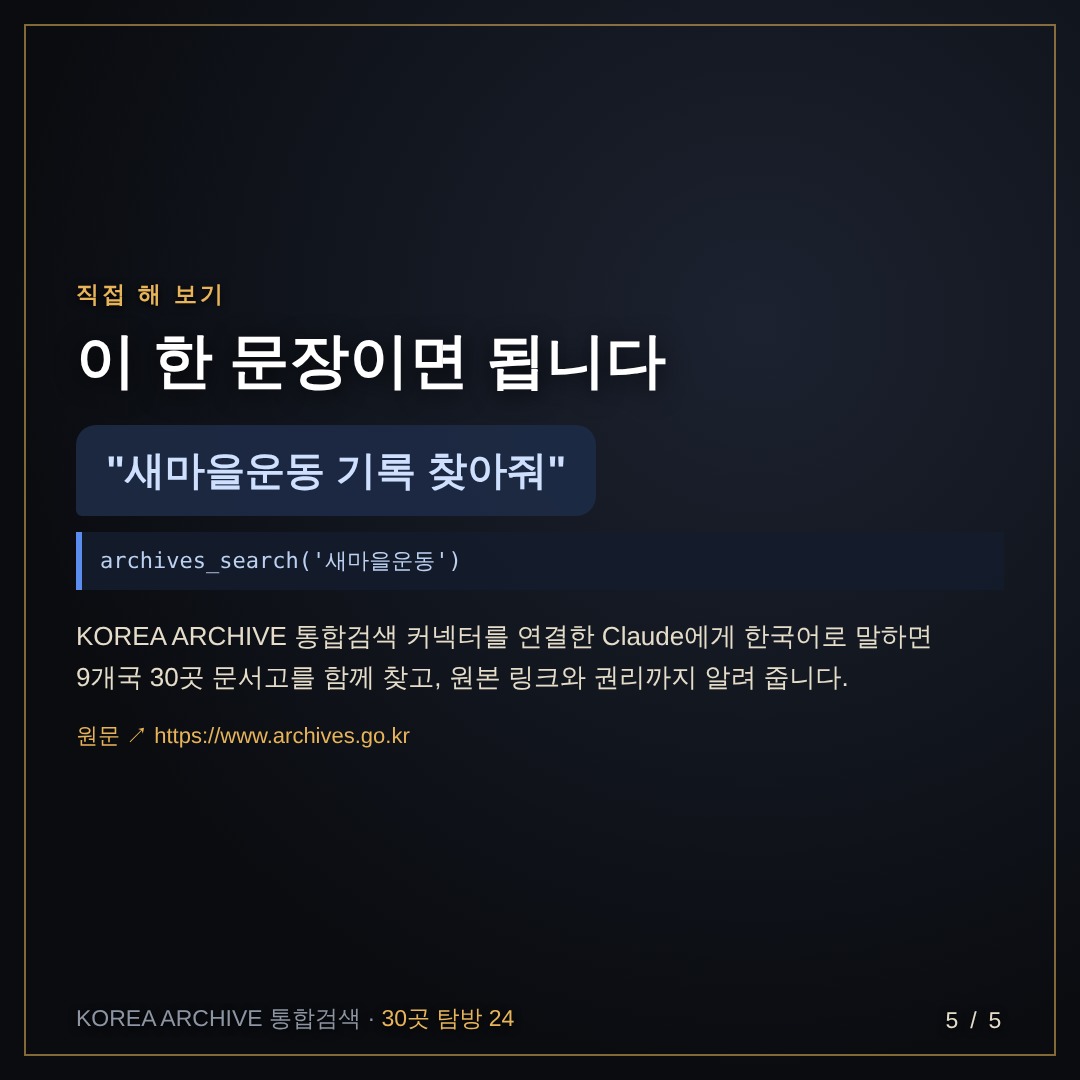 직접 해 보기
이 한 문장이면 됩니다
"새마을운동 기록 찾아줘"
archives_search('새마을운동')
KOREA ARCHIVE 통합검색 커넥터를 연결한 Claude에게 한국어로 말하면
9개국 30곳 문서고를 함께 찾고, 원본 링크와 권리까지 알려 줍니다.
원문 ↗ https://www.archives.go.kr
KOREA ARCHIVE 통합검색 · 30곳 탐방 24
5 / 5